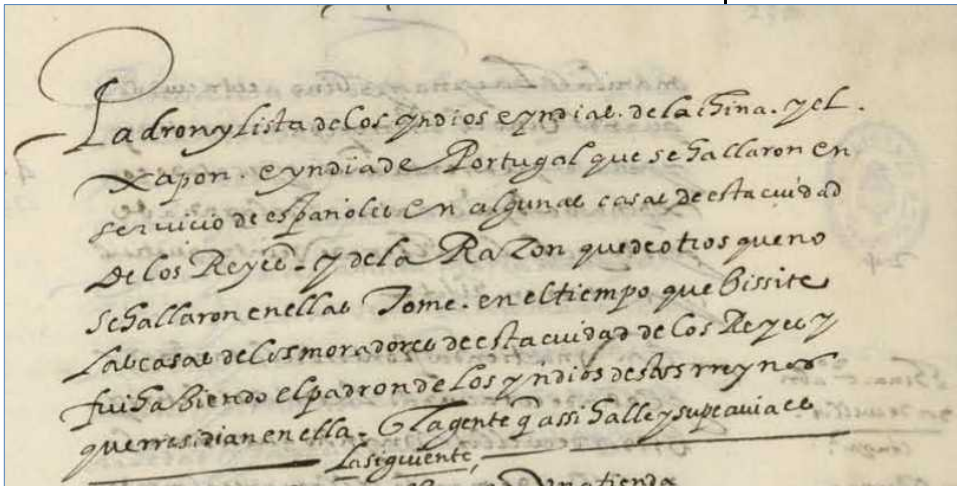 Padron y lista de los yndios e yndias. de la china. y el.
Xapon. e yndia de Portugal que se hallaron en
servicio de españoles en algunas casas de esta ciudad
de los Reyes - y de la Razon que de otros que no
se hallaron en ellas Tome. en el tiempo que bissite
las casas de los moradores de esta ciudad de los Reyes y
fui haziendo el padron de los yndios destos rreynos
que rresidian en ella - La gente q̃ assi halle y supe avia es
la siguiente,
Una tienda